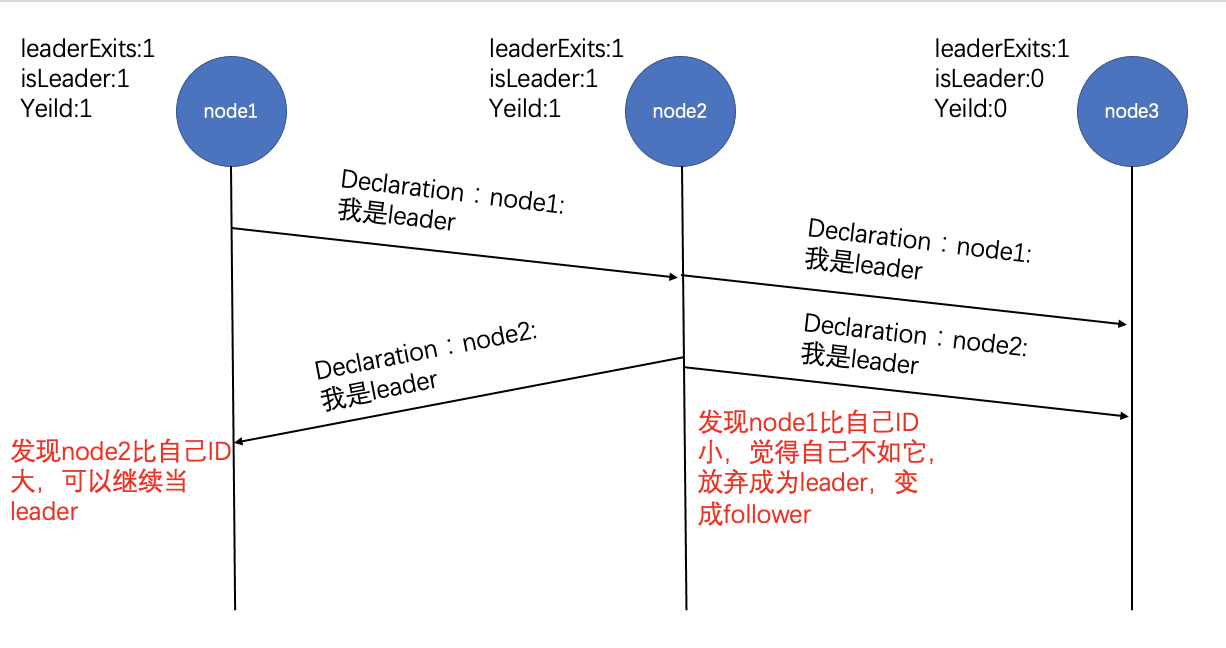 leaderExits:1
isLeader:1
Yeild:1
node1
leaderExits:1
isLeader:1
Yeild:1
node2
leaderExits:1
isLeader:0
Yeild:0
node3
Declaration：node1:
我是leader
Declaration：node1:
我是leader
Declaration：node2:
我是leader
Declaration：node2:
我是leader
发现node2比自己ID
大，可以继续当
leader
发现node1比自己ID
小，觉得自己不如它，
放弃成为leader，变
成follower